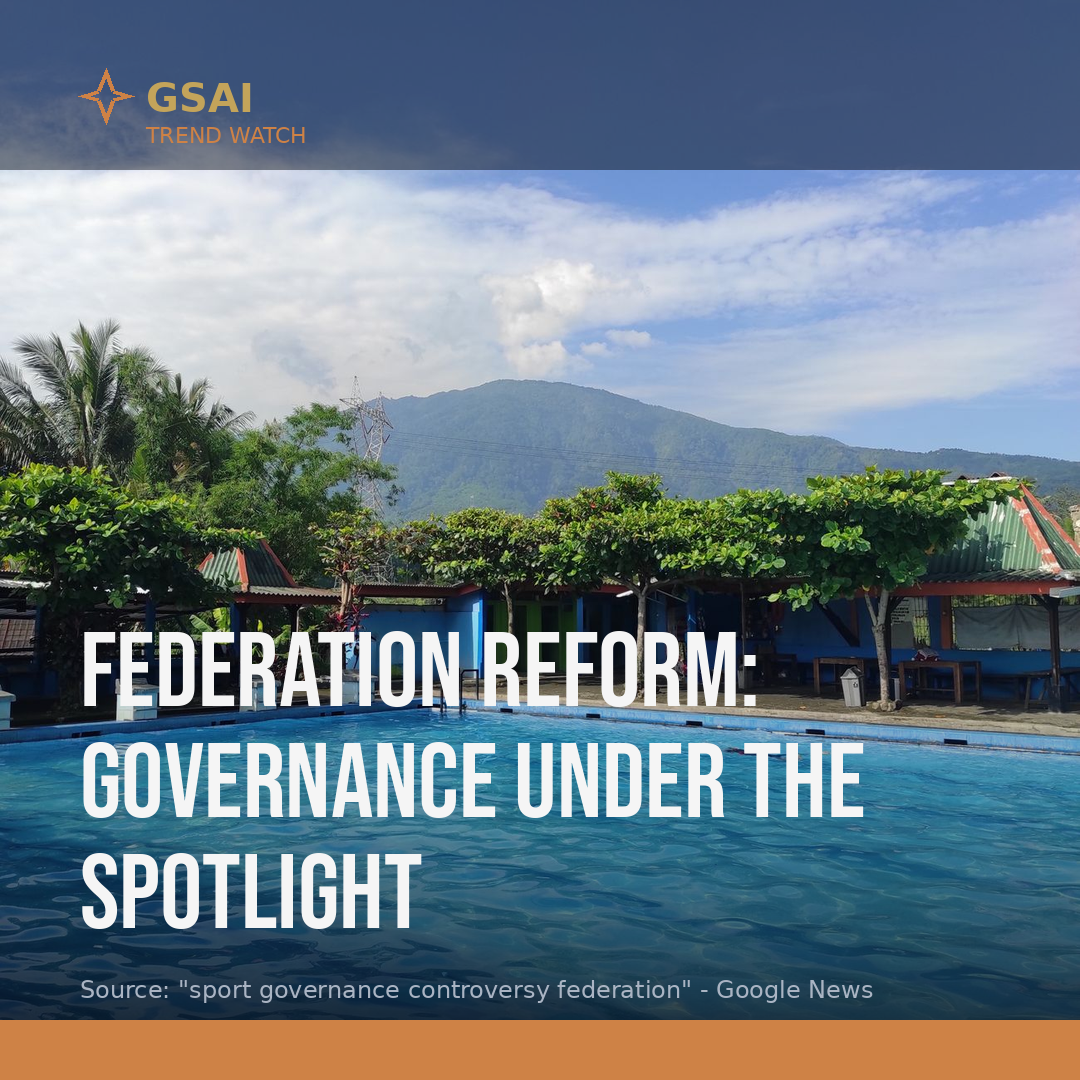 GSAI
TREND WATCH
FEDERATION REFORM:
GOVERNANCE UNDER THE
SPOTLIGHT
Source: "sport governance controversy federation" - Google News